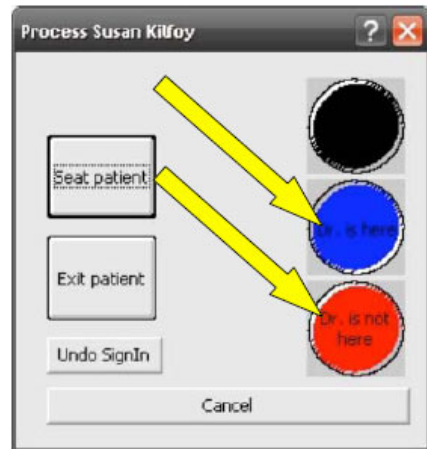 Process Susan Kilfoy
?
Seat patient
Dr. is here
Exit patient
Dr. is not
here
Undo SignIn
Cancel